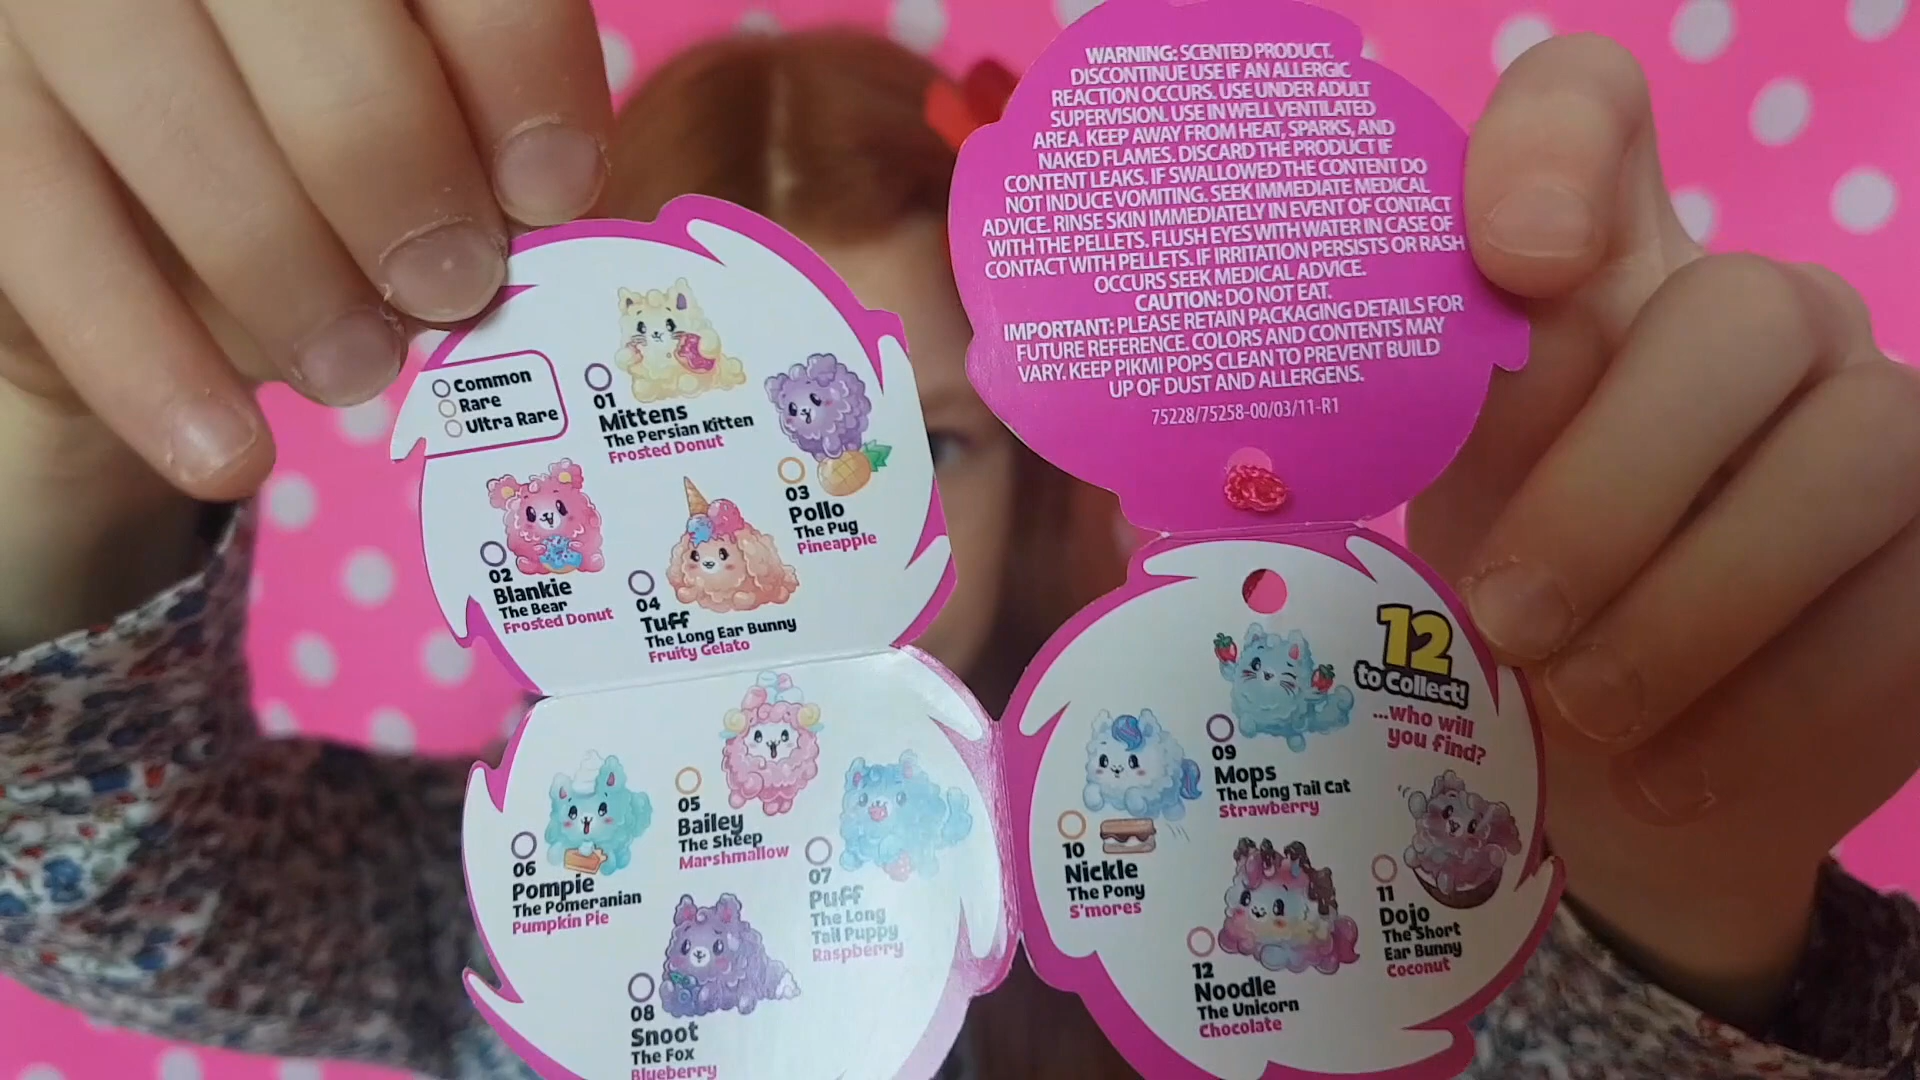 Common
Rare
Ultra Rare
01
Mittens
The Persian Kitten
Frosted Donut
02
Blankie
The Bear
Frosted Donut
03
Pollo
The Pug
Pineapple
04
Tuff
The Long Ear Bunny
Fruity Gelato
05
Bailey
The Sheep
Marshmallow
06
Pompie
The Pomeranian
Pumpkin Pie
07
Puff
The Long
Tail Puppy
Raspberry
08
Snoot
The Fox
Blueberry
WARNING: SCENTED PRODUCT.
DISCONTINUE USE IF AN ALLERGIC
REACTION OCCURS. USE UNDER ADULT
SUPERVISION. USE IN WELL VENTILATED
AREA. KEEP AWAY FROM HEAT, SPARKS, AND
NAKED FLAMES. DISCARD THE PRODUCT IF
CONTENT LEAKS. IF SWALLOWED THE CONTENT DO
NOT INDUCE VOMITING. SEEK IMMEDIATE MEDICAL
ADVICE. RINSE SKIN IMMEDIATELY IN EVENT OF CONTACT
WITH THE PELLETS. FLUSH EYES WITH WATER IN CASE OF
CONTACT WITH PELLETS. IF IRRITATION PERSISTS OR RASH
OCCURS SEEK MEDICAL ADVICE.
CAUTION: DO NOT EAT.
IMPORTANT: PLEASE RETAIN PACKAGING DETAILS FOR
FUTURE REFERENCE. COLORS AND CONTENTS MAY
VARY. KEEP PIKMI POPS CLEAN TO PREVENT BUILD
UP OF DUST AND ALLERGENS.
75228/75258-00/03/11-R1
12
to collect!
...who will
you find?
09
Mops
The Long Tail Cat
Strawberry
10
Nickle
The Pony
S'mores
11
Dojo
The Short
Ear Bunny
Coconut
12
Noodle
The Unicorn
Chocolate